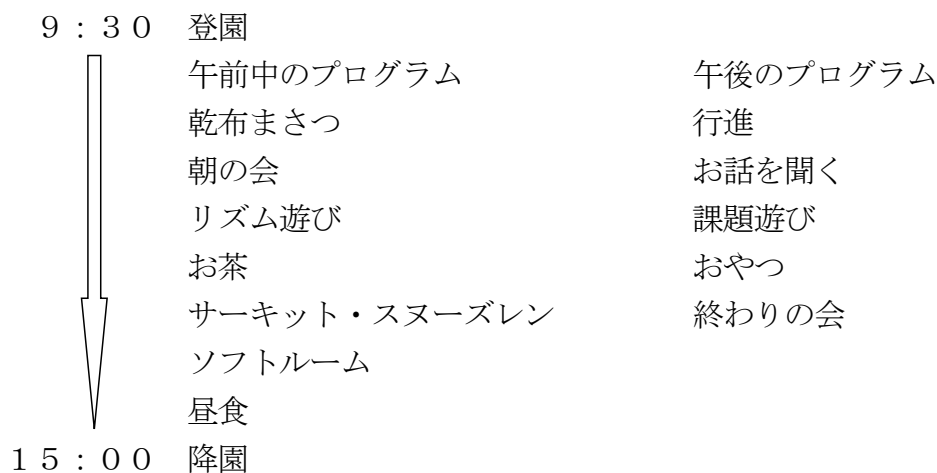 ９：３０　登園
午前中のプログラム　午後のプログラム
乾布まさつ　行進
朝の会　お話を聞く
リズム遊び　課題遊び
お茶　おやつ
サーキット・スヌーズレン　終わりの会
ソフトルーム
昼食
１５：００　降園